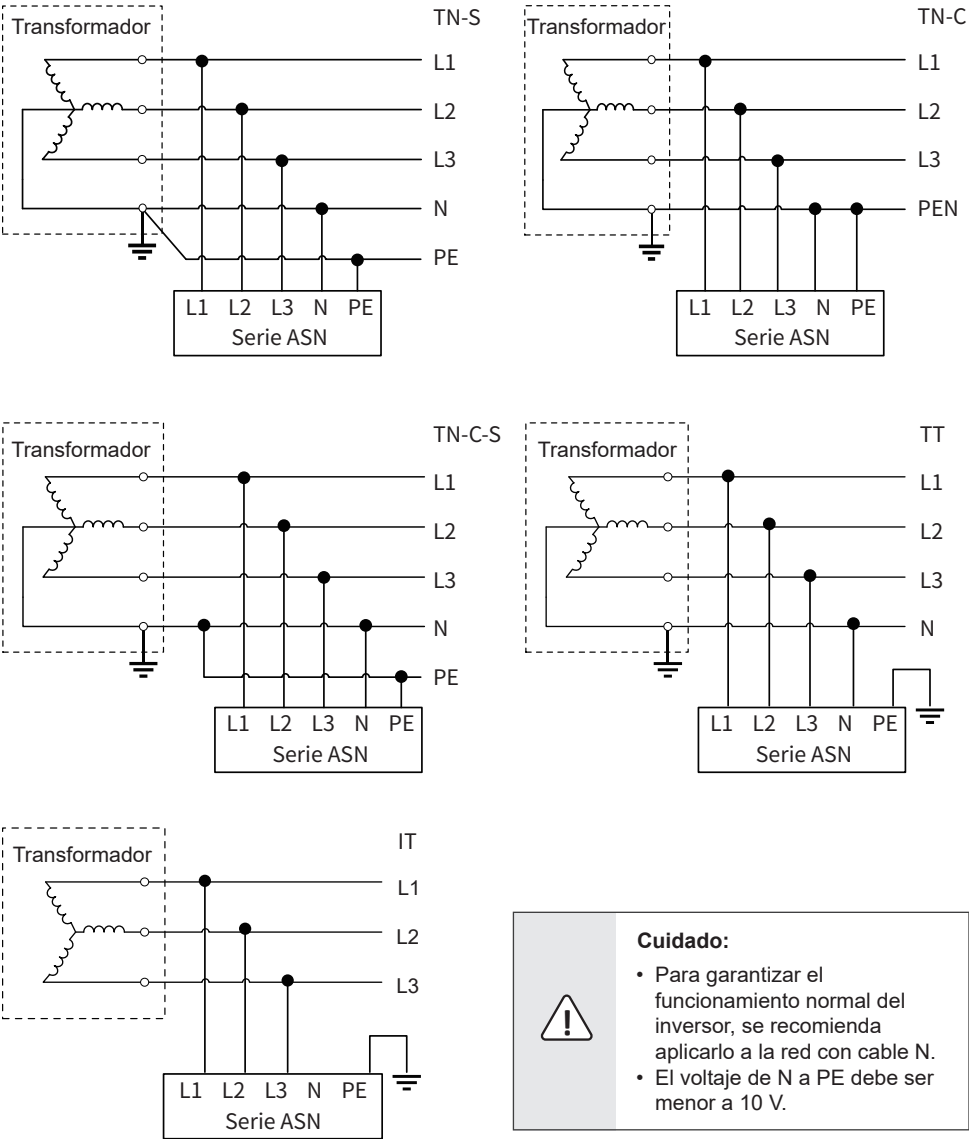 Transformador
TN-S
L1
L2
L3
N
PE
L1 L2 L3 N PE
Serie ASN
Transformador
TN-C
L1
L2
L3
PEN
L1 L2 L3 N PE
Serie ASN
Transformador
TN-C-S
L1
L2
L3
N
PE
L1 L2 L3 N PE
Serie ASN
Transformador
TT
L1
L2
L3
N
L1 L2 L3 N PE
Serie ASN
Transformador
IT
L1
L2
L3
L1 L2 L3 N PE
Serie ASN
Cuidado:
• Para garantizar el
funcionamiento normal del
inversor, se recomienda
aplicarlo a la red con cable N.
• El voltaje de N a PE debe ser
menor a 10 V.